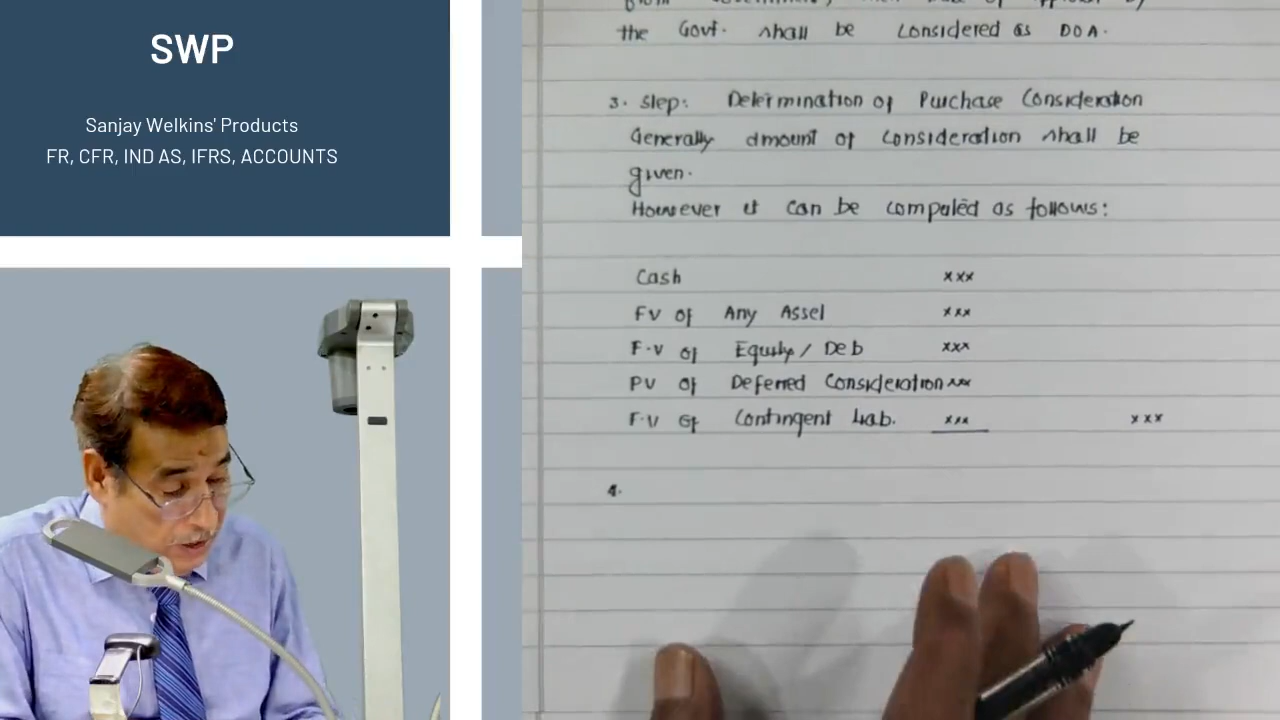 SWP
Sanjay Welkins' Products
FR, CFR, IND AS, IFRS, ACCOUNTS
the Govt. shall be Considered as DOA.
3. Step: Determination of Purchase Consideration
Generally amount of Consideration shall be
given.
However it can be computed as follows:
Cash xxx
FV of Any Asset xxx
F.V of Equity / Deb xxx
PV of Deferred Consideration xxx
F.V of Contingent Liab. xxx xxx
4.